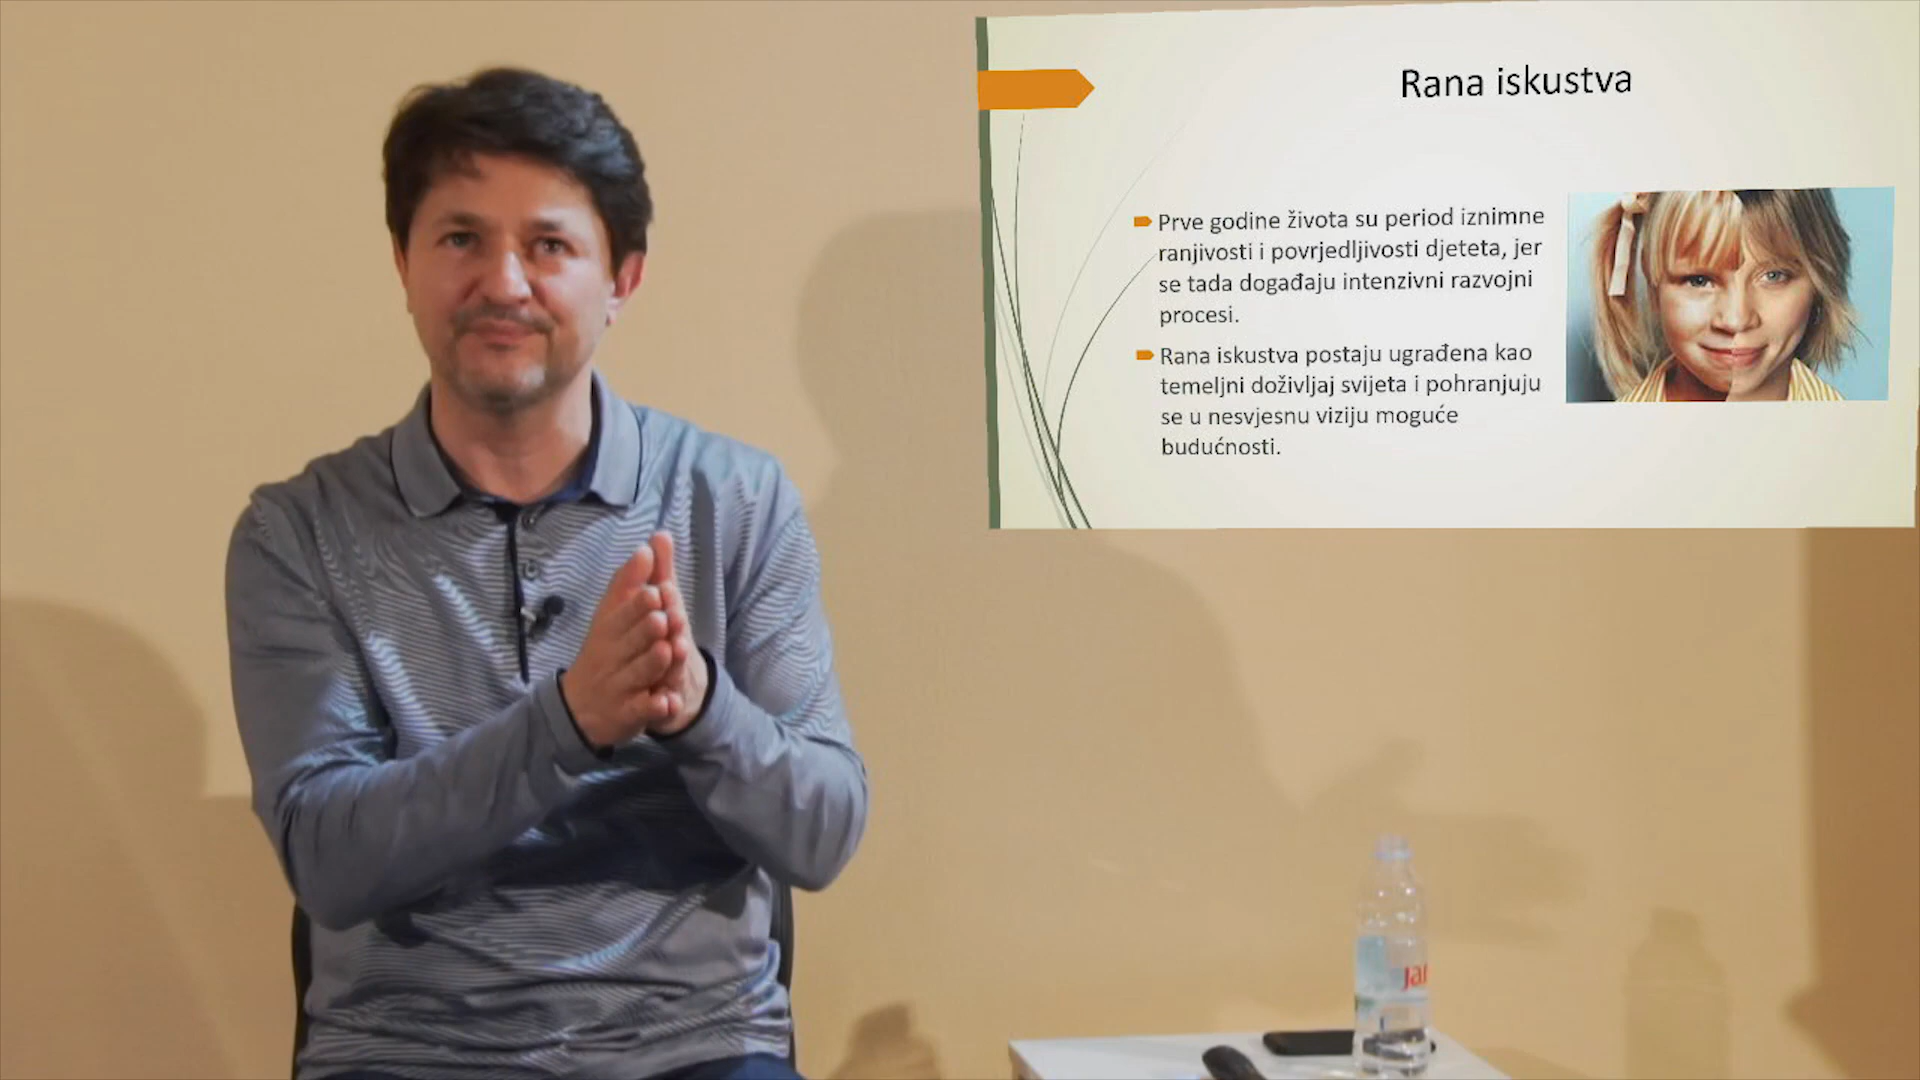 Rana iskustva
Prve godine života su period iznimne
ranjivosti i povrjedljivosti djeteta, jer
se tada događaju intenzivni razvojni
procesi.
Rana iskustva postaju ugrađena kao
temeljni doživljaj svijeta i pohranjuju
se u nesvjesnu viziju moguće
budućnosti.